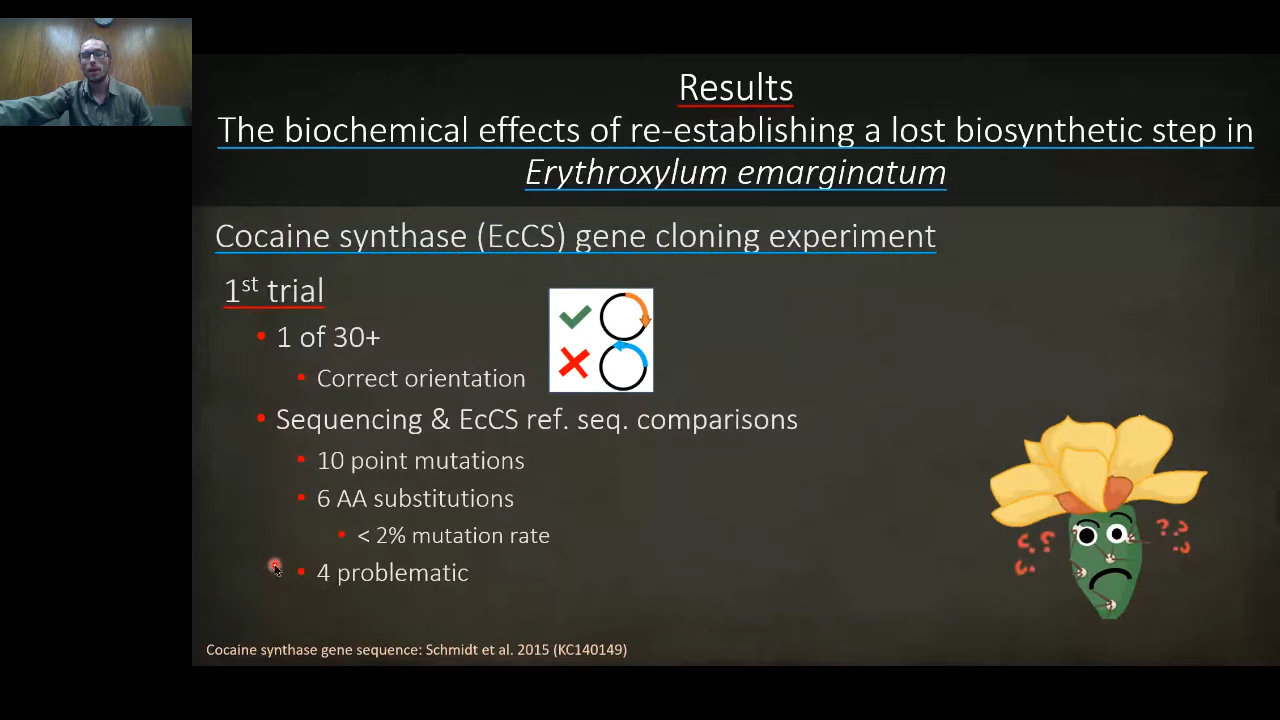 Results
The biochemical effects of re-establishing a lost biosynthetic step in
Erythroxylum emarginatum
Cocaine synthase (EcCS) gene cloning experiment
1st trial
• 1 of 30+
• Correct orientation
• Sequencing & EcCS ref. seq. comparisons
• 10 point mutations
• 6 AA substitutions
• < 2% mutation rate
• 4 problematic
??
??
Cocaine synthase gene sequence: Schmidt et al. 2015 (KC140149)